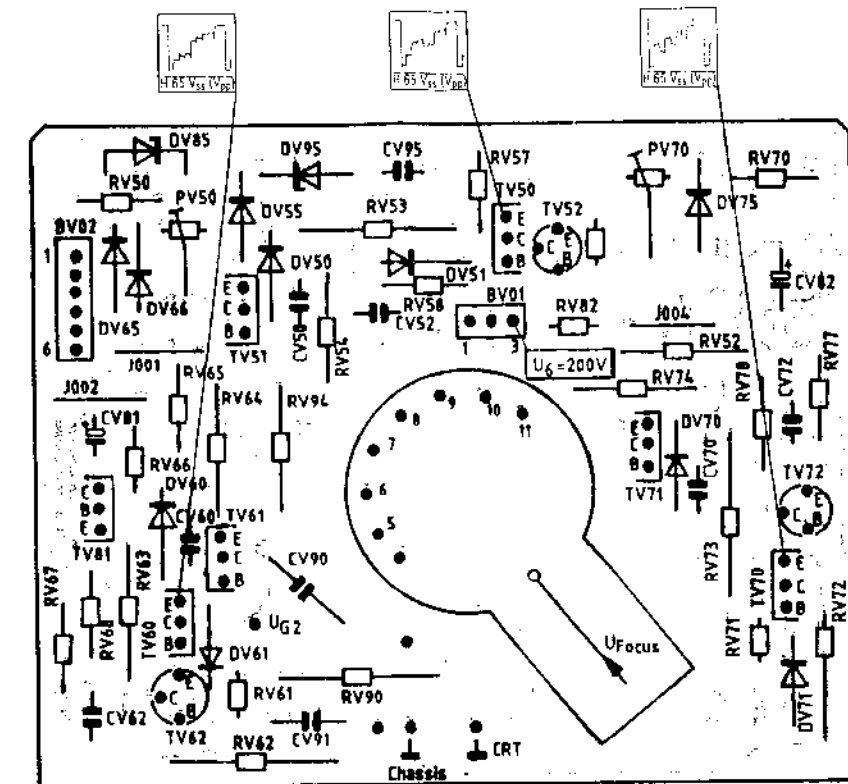 H 65 Vss (Vpp)
R 65 Vss (Vpp)
H 65 Vss (Vpp)
DV85
DV95
CV95
RV57
PV70
RV70
RV50
PV50
TV50
DV55
RV53
TV52
DV75
BV02
E
C
B
E
C
B
1
DV50
DV51
CV82
E
C
B
RV58
BV01
RV82
DV66
CV50
CV52
J004
DV65
RV54
TV51
RV52
6
J001
1
3
U6=200V
RV77
J002
RV65
RV74
RV78
CV72
RV64
RV94
9
10
CV81
8
11
E
C
B
DV70
7
RV66
CV70
TV72
DV60
6
TV71
C
B
E
E
C
B
CV60
TV61
5
E
C
B
TV81
RV63
CV90
RV73
E
C
B
RV67
TV70
RV72
E
C
B
RV68
TV60
UG2
RV71
UFocus
DV61
E
C
B
RV61
RV90
DV71
CV62
TV62
CV91
RV62
CRT
Chassis